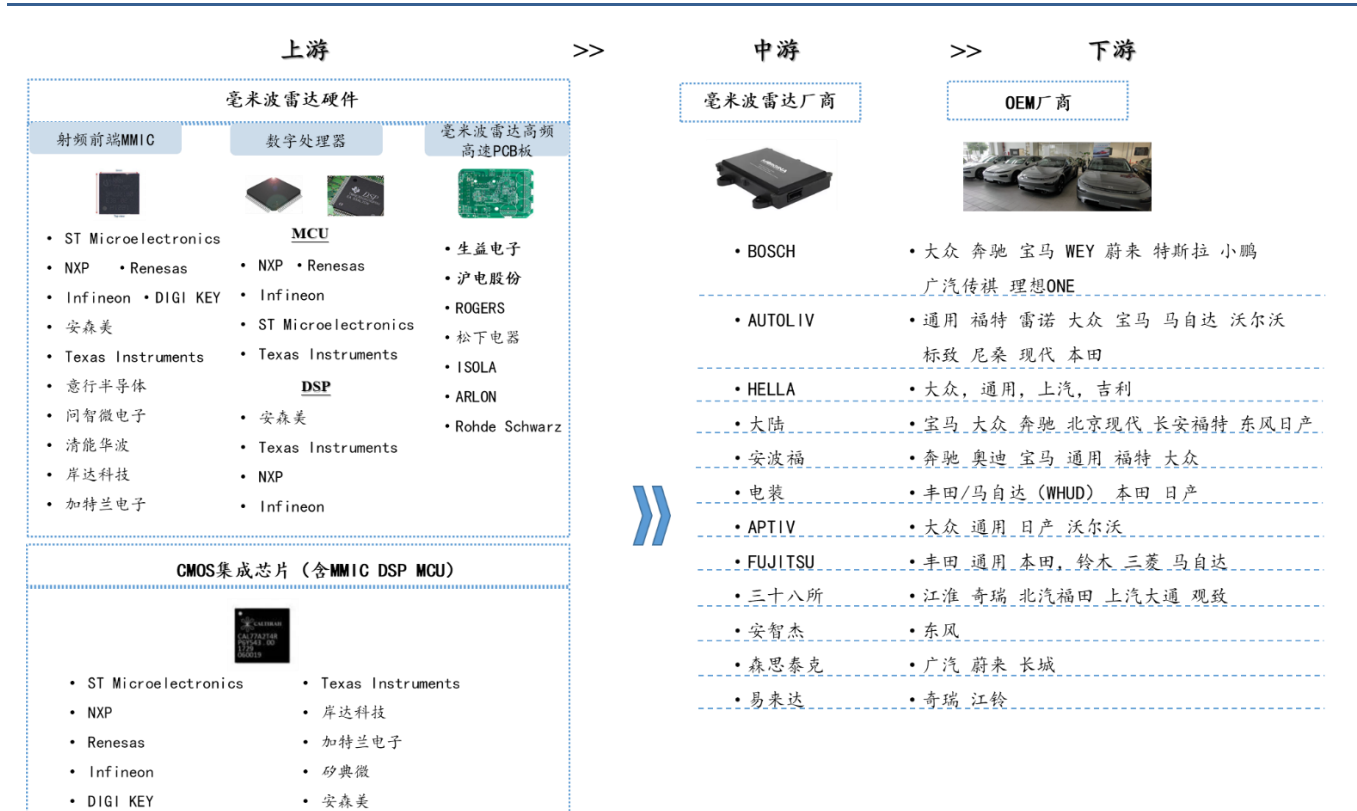 上游 >> 中游 >> 下游
毫米波雷达硬件
射频前端MMIC
• ST Microelectronics
• NXP •Renesas
• Infineon •DIGI KEY
• 安森美
• Texas Instruments
• 意行半导体
• 问智微电子
• 清能华波
• 岸达科技
• 加特兰电子
数字处理器
DSP
MCU
• NXP •Renesas
• Infineon
• ST Microelectronics
• Texas Instruments
DSP
• 安森美
• Texas Instruments
• NXP
• Infineon
毫米波雷达高频
高速PCB板
•生益电子
•沪电股份
•ROGERS
•松下电器
•ISOLA
•ARLON
•Rohde Schwarz
CMOS集成芯片（含MMIC DSP MCU）
CAL77A2T4R
P6Y543.00
1729
060019
• ST Microelectronics
• NXP
• Renesas
• Infineon
• DIGI KEY
• Texas Instruments
• 岸达科技
• 加特兰电子
• 矽典微
• 安森美
毫米波雷达厂商
OEM厂商
•BOSCH •大众 奔驰 宝马 WEY 蔚来 特斯拉 小鹏
广汽传祺 理想ONE
•AUTOLIV •通用 福特 雷诺 大众 宝马 马自达 沃尔沃
标致 尼桑 现代 本田
•HELLA •大众，通用，上汽，吉利
•大陆 •宝马 大众 奔驰 北京现代 长安福特 东风日产
•安波福 •奔驰 奥迪 宝马 通用 福特 大众
•电装 •丰田/马自达（WHUD） 本田 日产
•APTIV •大众 通用 日产 沃尔沃
•FUJITSU •丰田 通用 本田，铃木 三菱 马自达
•三十八所 •江淮 奇瑞 北汽福田 上汽大通 观致
•安智杰 •东风
•森思泰克 •广汽 蔚来 长城
•易来达 •奇瑞 江铃